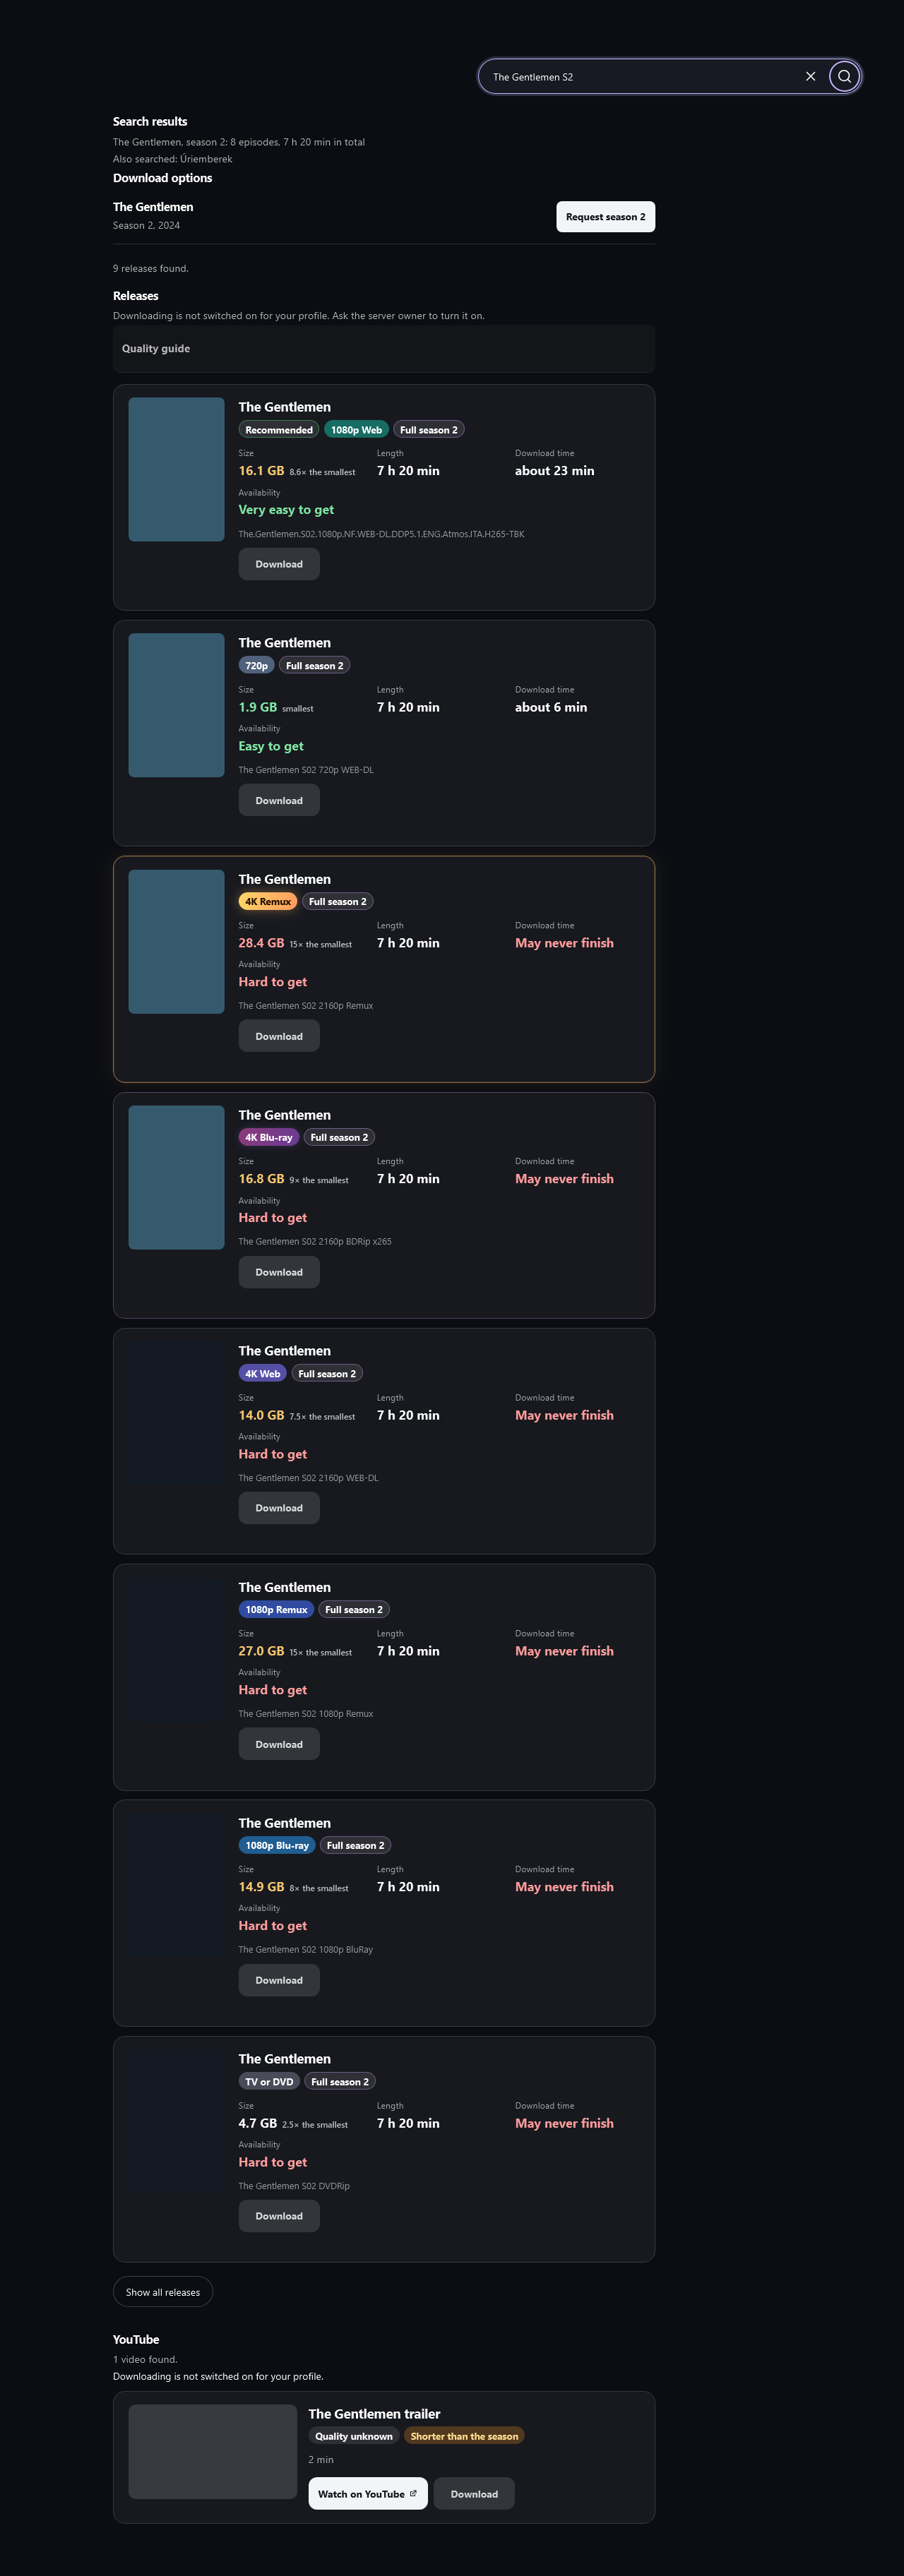 The Gentlemen S2
Search results
The Gentlemen, season 2: 8 episodes, 7 h 20 min in total
Also searched: Úriemberek
Download options
The Gentlemen
Season 2, 2024
Request season 2
9 releases found.
Releases
Downloading is not switched on for your profile. Ask the server owner to turn it on.
Quality guide
The Gentlemen
Recommended 1080p Web Full season 2
Size Length Download time
16.1 GB 8.6× the smallest 7 h 20 min about 23 min
Availability
Very easy to get
The.Gentlemen.S02.1080p.NF.WEB-DL.DDP5.1.ENG.Atmos.ITA.H265-TBK
Download
The Gentlemen
720p Full season 2
Size Length Download time
1.9 GB smallest 7 h 20 min about 6 min
Availability
Easy to get
The Gentlemen S02 720p WEB-DL
Download
The Gentlemen
4K Remux Full season 2
Size Length Download time
28.4 GB 15× the smallest 7 h 20 min May never finish
Availability
Hard to get
The Gentlemen S02 2160p Remux
Download
The Gentlemen
4K Blu-ray Full season 2
Size Length Download time
16.8 GB 9× the smallest 7 h 20 min May never finish
Availability
Hard to get
The Gentlemen S02 2160p BDRip x265
Download
The Gentlemen
4K Web Full season 2
Size Length Download time
14.0 GB 7.5× the smallest 7 h 20 min May never finish
Availability
Hard to get
The Gentlemen S02 2160p WEB-DL
Download
The Gentlemen
1080p Remux Full season 2
Size Length Download time
27.0 GB 15× the smallest 7 h 20 min May never finish
Availability
Hard to get
The Gentlemen S02 1080p Remux
Download
The Gentlemen
1080p Blu-ray Full season 2
Size Length Download time
14.9 GB 8× the smallest 7 h 20 min May never finish
Availability
Hard to get
The Gentlemen S02 1080p BluRay
Download
The Gentlemen
TV or DVD Full season 2
Size Length Download time
4.7 GB 2.5× the smallest 7 h 20 min May never finish
Availability
Hard to get
The Gentlemen S02 DVDRip
Download
Show all releases
YouTube
1 video found.
Downloading is not switched on for your profile.
The Gentlemen trailer
Quality unknown Shorter than the season
2 min
Watch on YouTube Download